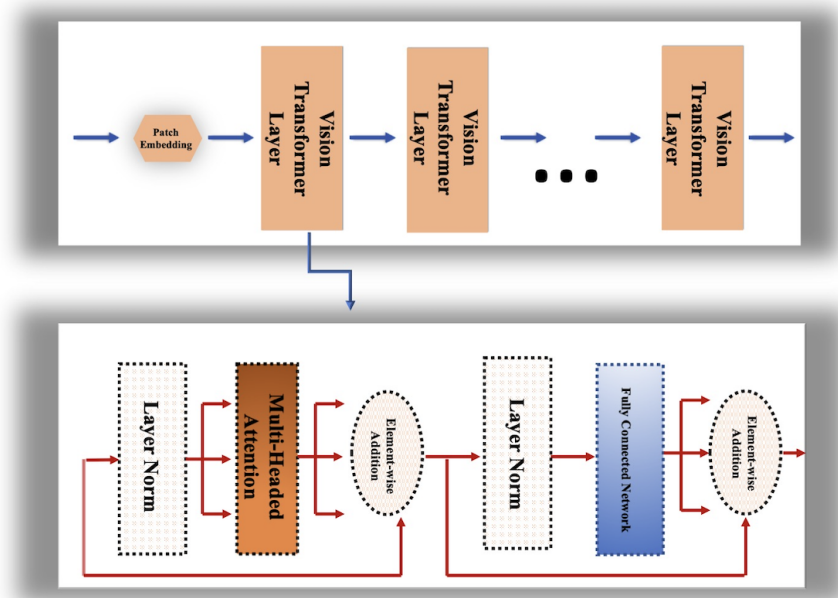 Patch
Embedding
Vision
Transformer
Layer
Vision
Transformer
Layer
Vision
Transformer
Layer
Layer Norm
Multi-Headed
Attention
Element-wise
Addition
Layer Norm
Fully Connected Network
Element-wise
Addition